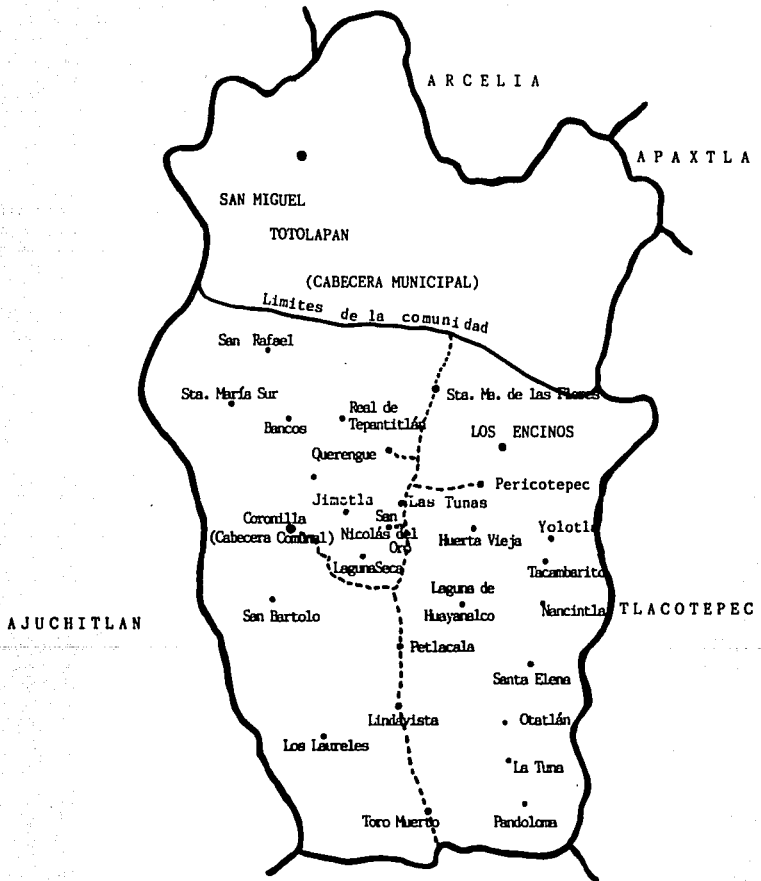 ARCELIA
APAXTLA
SAN MIGUEL
TOTOLAPAN
(CABECERA MUNICIPAL)
Limites de la comunidad
San Rafael
Sta. María Sur
Sta. Ma. de las Flores
Bancos
Real de
Tepantitlán
LOS ENCINOS
Querengue
Pericotepec
Las Tunas
Jimotla
San
Nicolás del
Oro
Coronilla
(Cabecera Comunal)
Huerta Vieja
Yolotla
LagunaSeca
Tacambarito
Laguna de
Huayanalco
Nancintla
TLACOTEPEC
AJUCHITLAN
San Bartolo
Petlacala
Santa Elena
Lindavista
Otatlán
Los Laureles
La Tuna
Toro Muerto
Pandoloma